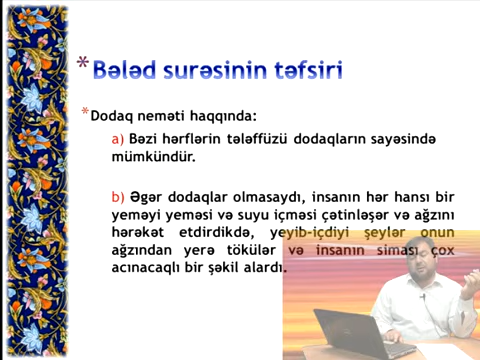 * Bələd surəsinin təfsiri
* Dodaq neməti haqqında:
a) Bəzi hərflərin tələffüzü dodaqların sayəsində
mümkündür.
b) Əgər dodaqlar olmasaydı, insanın hər hansı bir
yeməyi yeməsi və suyu içməsi çətinləşər və ağzını
hərəkət etdirdikdə, yeyib-içdiyi şeylər onun
ağzından yerə tökülər və insanın siması çox
acınacaqlı bir şəkil alardı.